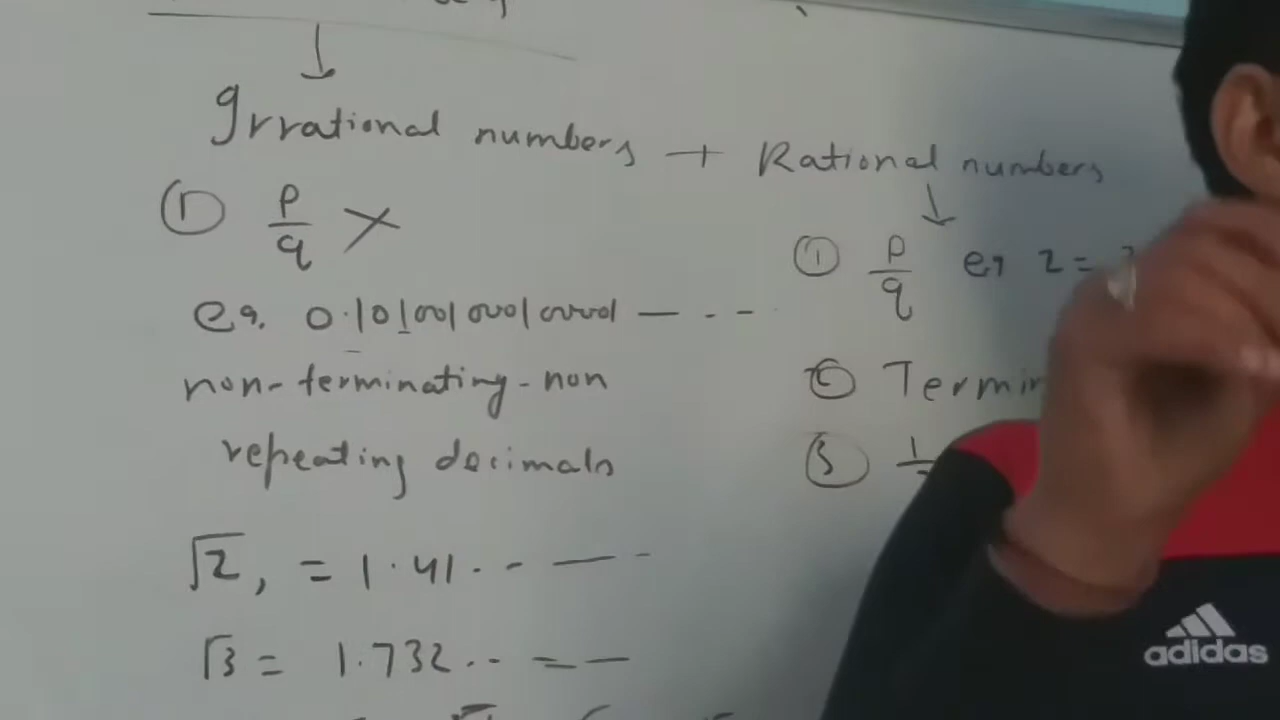 Irrational numbers + Rational numbers
① p/q ×
① p/q eg 2 =
eg. 0.101001000100001 — . . -
non-terminating-non
repeating decimals
② Termin
③ 1
√2, = 1.41.. - — -
√3 = 1.732.. = —
adidas